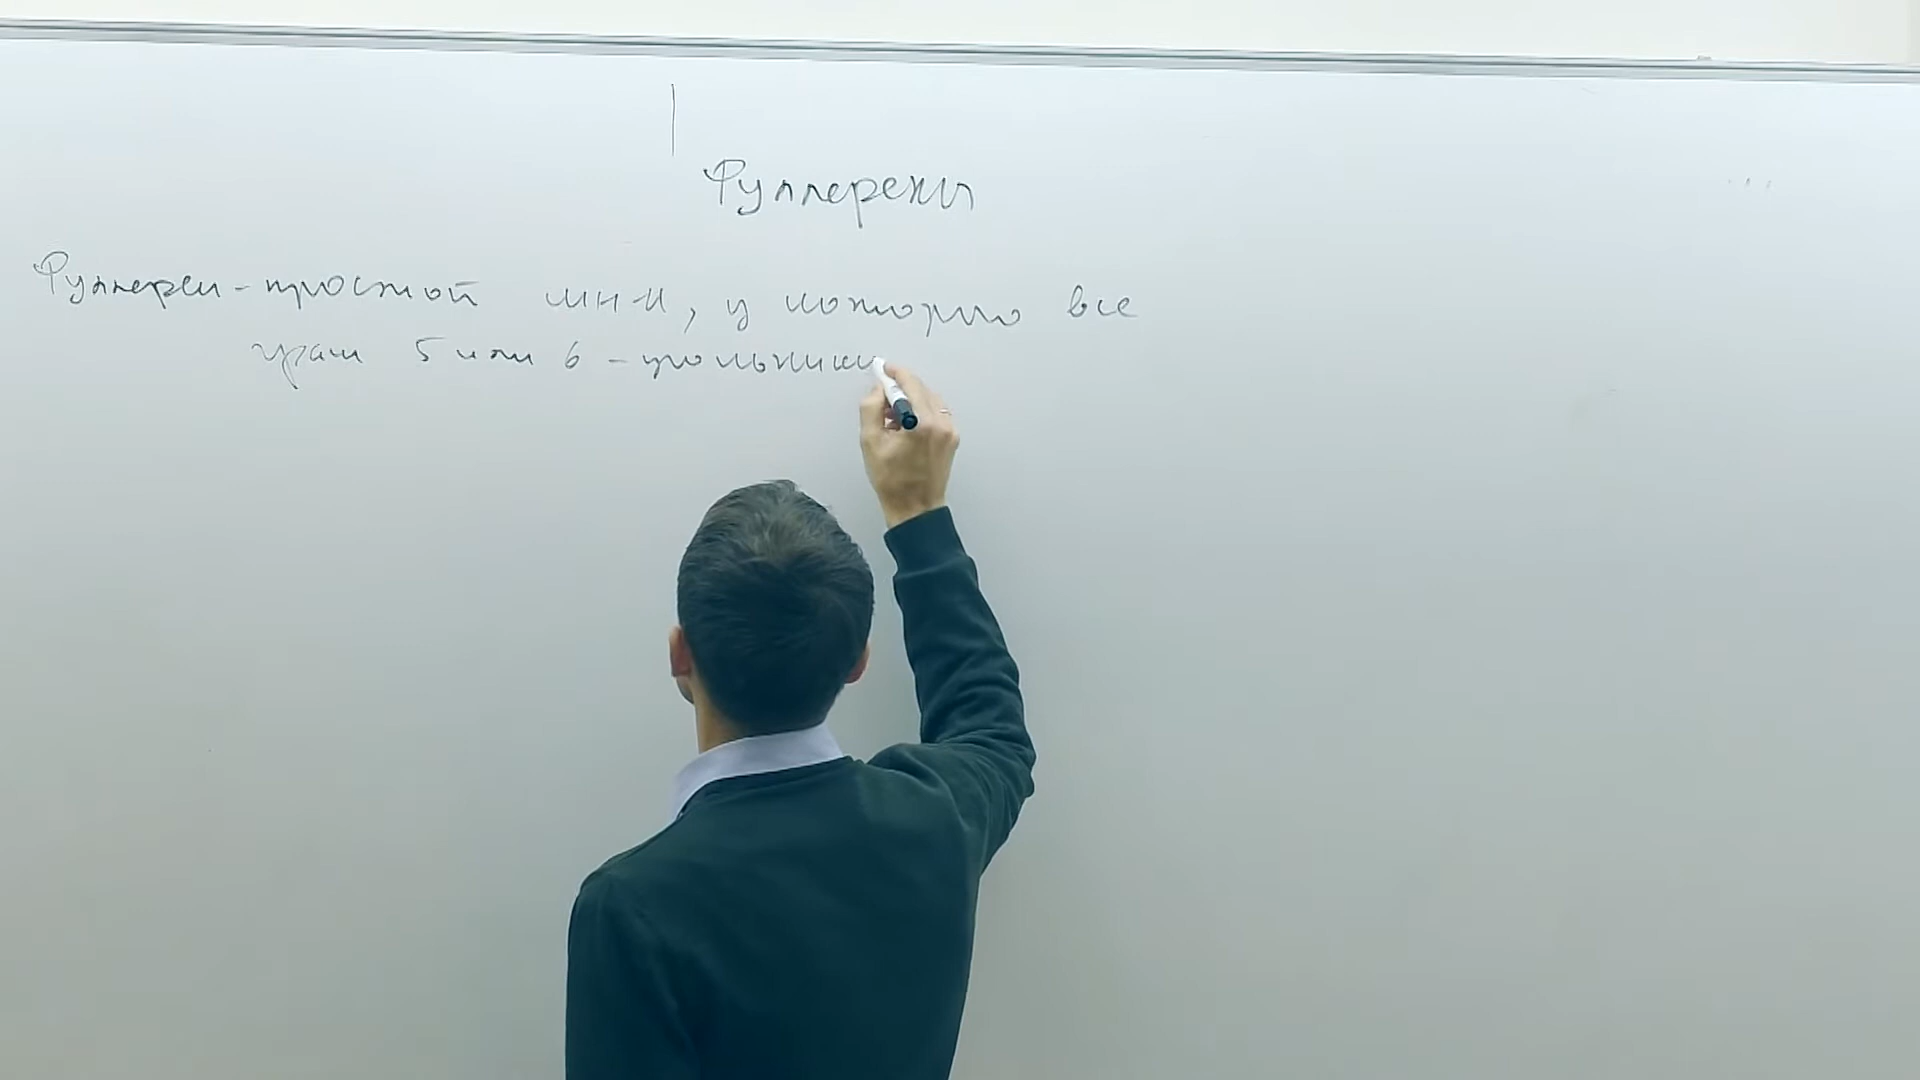 Фуллерены
Фуллерен - простой мн-к, у которого все
грани 5 или 6 - угольники